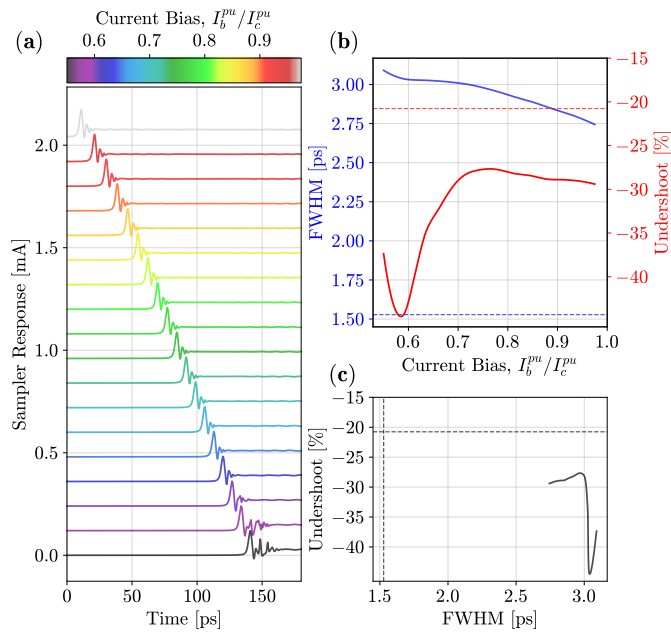 Current Bias, I_b^{pu}/I_c^{pu}
(a)
0.6 0.7 0.8 0.9
2.0
1.5
1.0
0.5
0.0
Sampler Response [mA]
0 50 100 150
Time [ps]
(b)
3.00
2.75
2.50
2.25
2.00
1.75
1.50
FWHM [ps]
−15
−20
−25
−30
−35
−40
Undershoot [%]
0.6 0.7 0.8 0.9 1.0
Current Bias, I_b^{pu}/I_c^{pu}
(c)
−15
−20
−25
−30
−35
−40
Undershoot [%]
1.5 2.0 2.5 3.0
FWHM [ps]